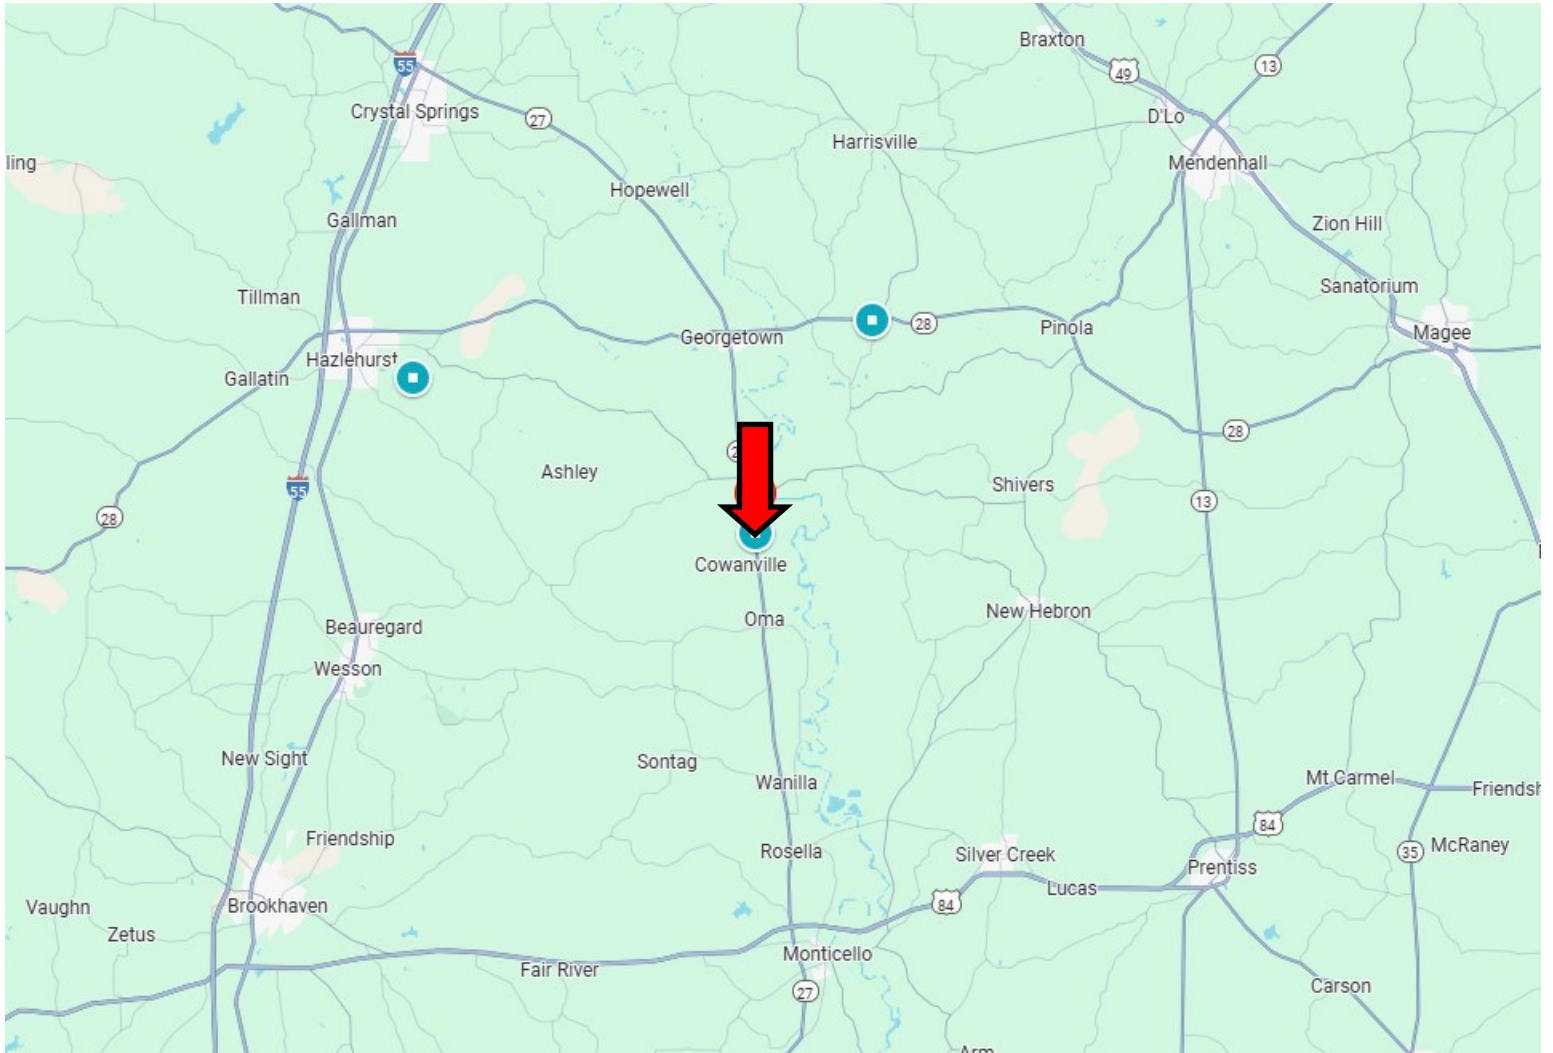 Braxton
55
49
13
Crystal Springs
27
D'Lo
Harrisville
ling
Mendenhall
Hopewell
Gallman
Zion Hill
Sanatorium
Tillman
28
Pinola
Georgetown
Magee
Hazlehurst
Gallatin
28
Ashley
Shivers
55
13
28
Cowanville
New Hebron
Oma
Beauregard
Wesson
New Sight
Sontag
Wanilla
Mt Carmel
Friendsh
84
Friendship
Rosella
Silver Creek
35
McRaney
Prentiss
Lucas
Vaughn
Brookhaven
84
Zetus
Monticello
Fair River
Carson
27
Arm